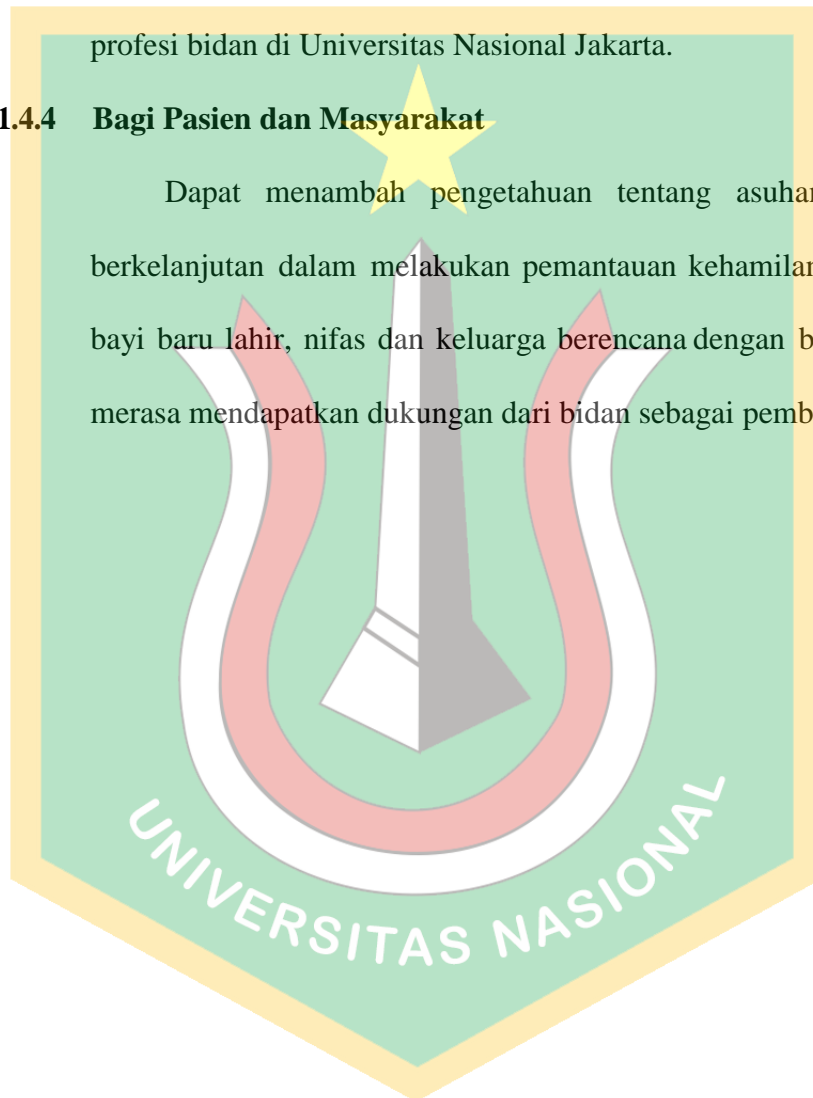 profesi bidan di Universitas Nasional Jakarta.
1.4.4 Bagi Pasien dan Masyarakat
Dapat menambah pengetahuan tentang asuhan
berkelanjutan dalam melakukan pemantauan kehamilan
bayi baru lahir, nifas dan keluarga berencana dengan b
merasa mendapatkan dukungan dari bidan sebagai pemb
UNIVERSITAS NASIONAL